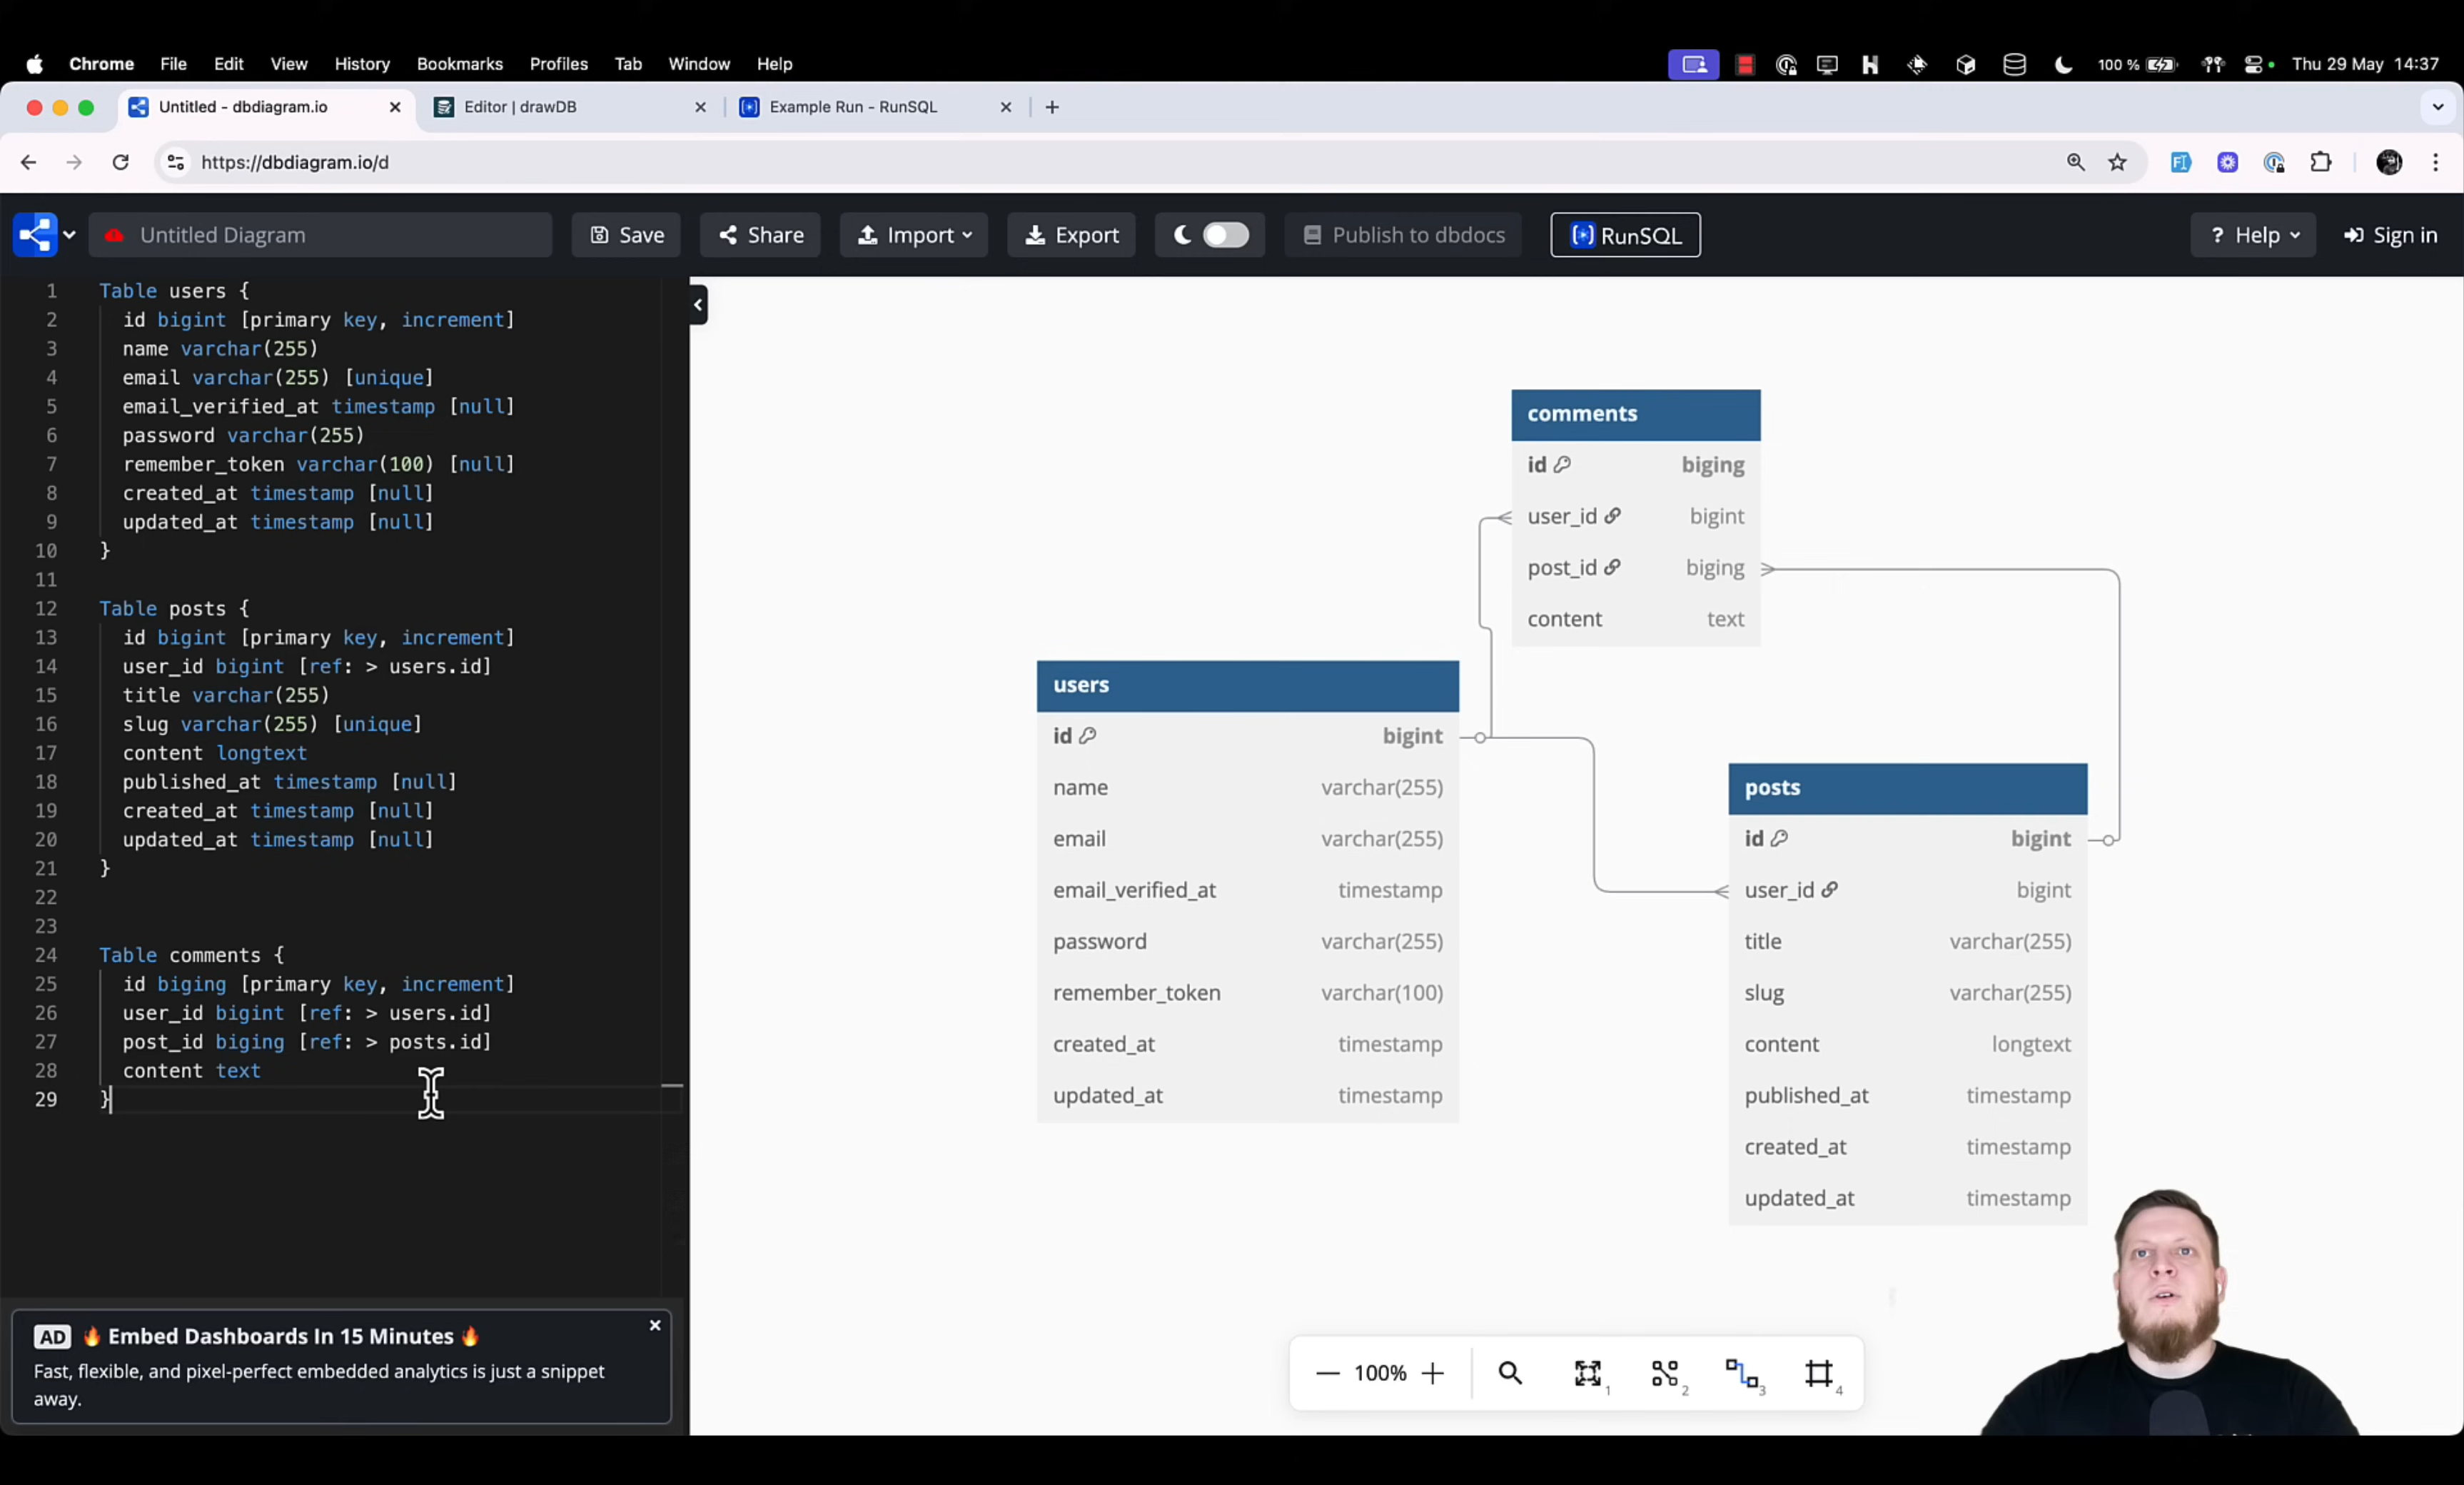 Chrome File Edit View History Bookmarks Profiles Tab Window Help 100 % Thu 29 May 14:37
Untitled - dbdiagram.io Editor | drawDB Example Run - RunSQL
https://dbdiagram.io/d
Untitled Diagram Save Share Import Export Publish to dbdocs RunSQL ? Help Sign in
1 Table users {
2 id bigint [primary key, increment]
3 name varchar(255)
4 email varchar(255) [unique]
5 email_verified_at timestamp [null]
6 password varchar(255)
7 remember_token varchar(100) [null]
8 created_at timestamp [null]
9 updated_at timestamp [null]
10 }
11
12 Table posts {
13 id bigint [primary key, increment]
14 user_id bigint [ref: > users.id]
15 title varchar(255)
16 slug varchar(255) [unique]
17 content longtext
18 published_at timestamp [null]
19 created_at timestamp [null]
20 updated_at timestamp [null]
21 }
22
23
24 Table comments {
25 id biging [primary key, increment]
26 user_id bigint [ref: > users.id]
27 post_id biging [ref: > posts.id]
28 content text
29 }
AD 🔥 Embed Dashboards In 15 Minutes 🔥
Fast, flexible, and pixel-perfect embedded analytics is just a snippet
away.
comments
id biging
user_id bigint
post_id biging
content text
users
id bigint
name varchar(255)
email varchar(255)
email_verified_at timestamp
password varchar(255)
remember_token varchar(100)
created_at timestamp
updated_at timestamp
posts
id bigint
user_id bigint
title varchar(255)
slug varchar(255)
content longtext
published_at timestamp
created_at timestamp
updated_at timestamp
100% 1 2 3 4